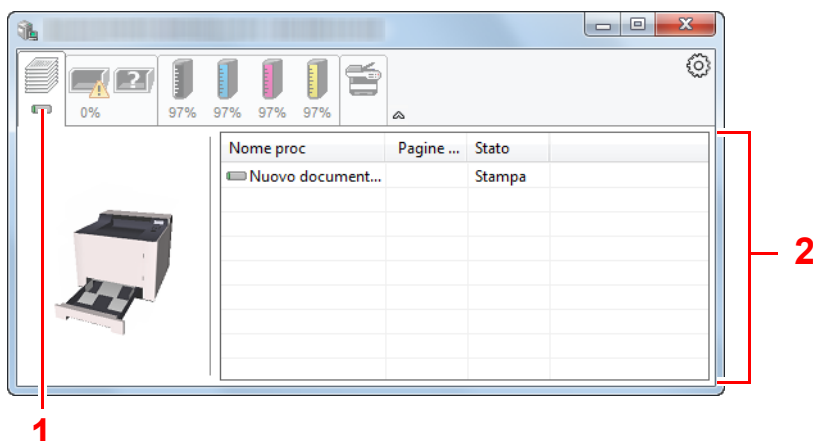 ?
0% 97% 97% 97% 97%
Nome proc Pagine ... Stato
Nuovo document... Stampa
2
1